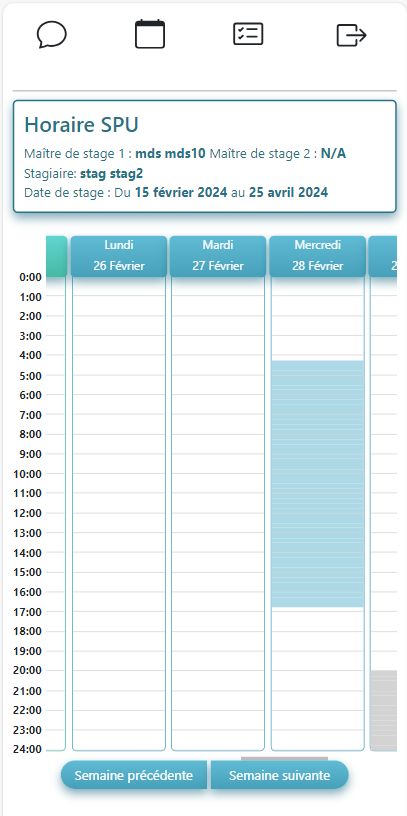 Horaire SPU
Maître de stage 1 : mds mds10 Maître de stage 2 : N/A
Stagiaire: stag stag2
Date de stage : Du 15 février 2024 au 25 avril 2024
Lundi
26 Février
Mardi
27 Février
Mercredi
28 Février
2
0:00
1:00
2:00
3:00
4:00
5:00
6:00
7:00
8:00
9:00
10:00
11:00
12:00
13:00
14:00
15:00
16:00
17:00
18:00
19:00
20:00
21:00
22:00
23:00
24:00
Semaine précédente
Semaine suivante